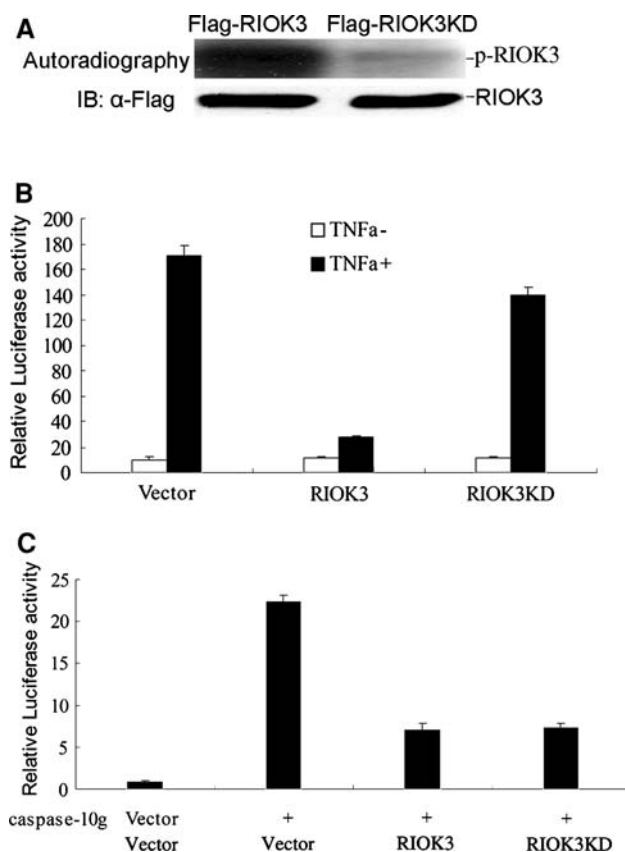 A
Flag-RIOK3 Flag-RIOK3KD
Autoradiography -p-RIOK3
IB: α-Flag -RIOK3
B
Relative Luciferase activity
200
180
160
140
120
100
80
60
40
20
0
TNFa-
TNFa+
Vector RIOK3 RIOK3KD
C
Relative Luciferase activity
25
20
15
10
5
0
caspase-10g Vector + + +
Vector Vector RIOK3 RIOK3KD